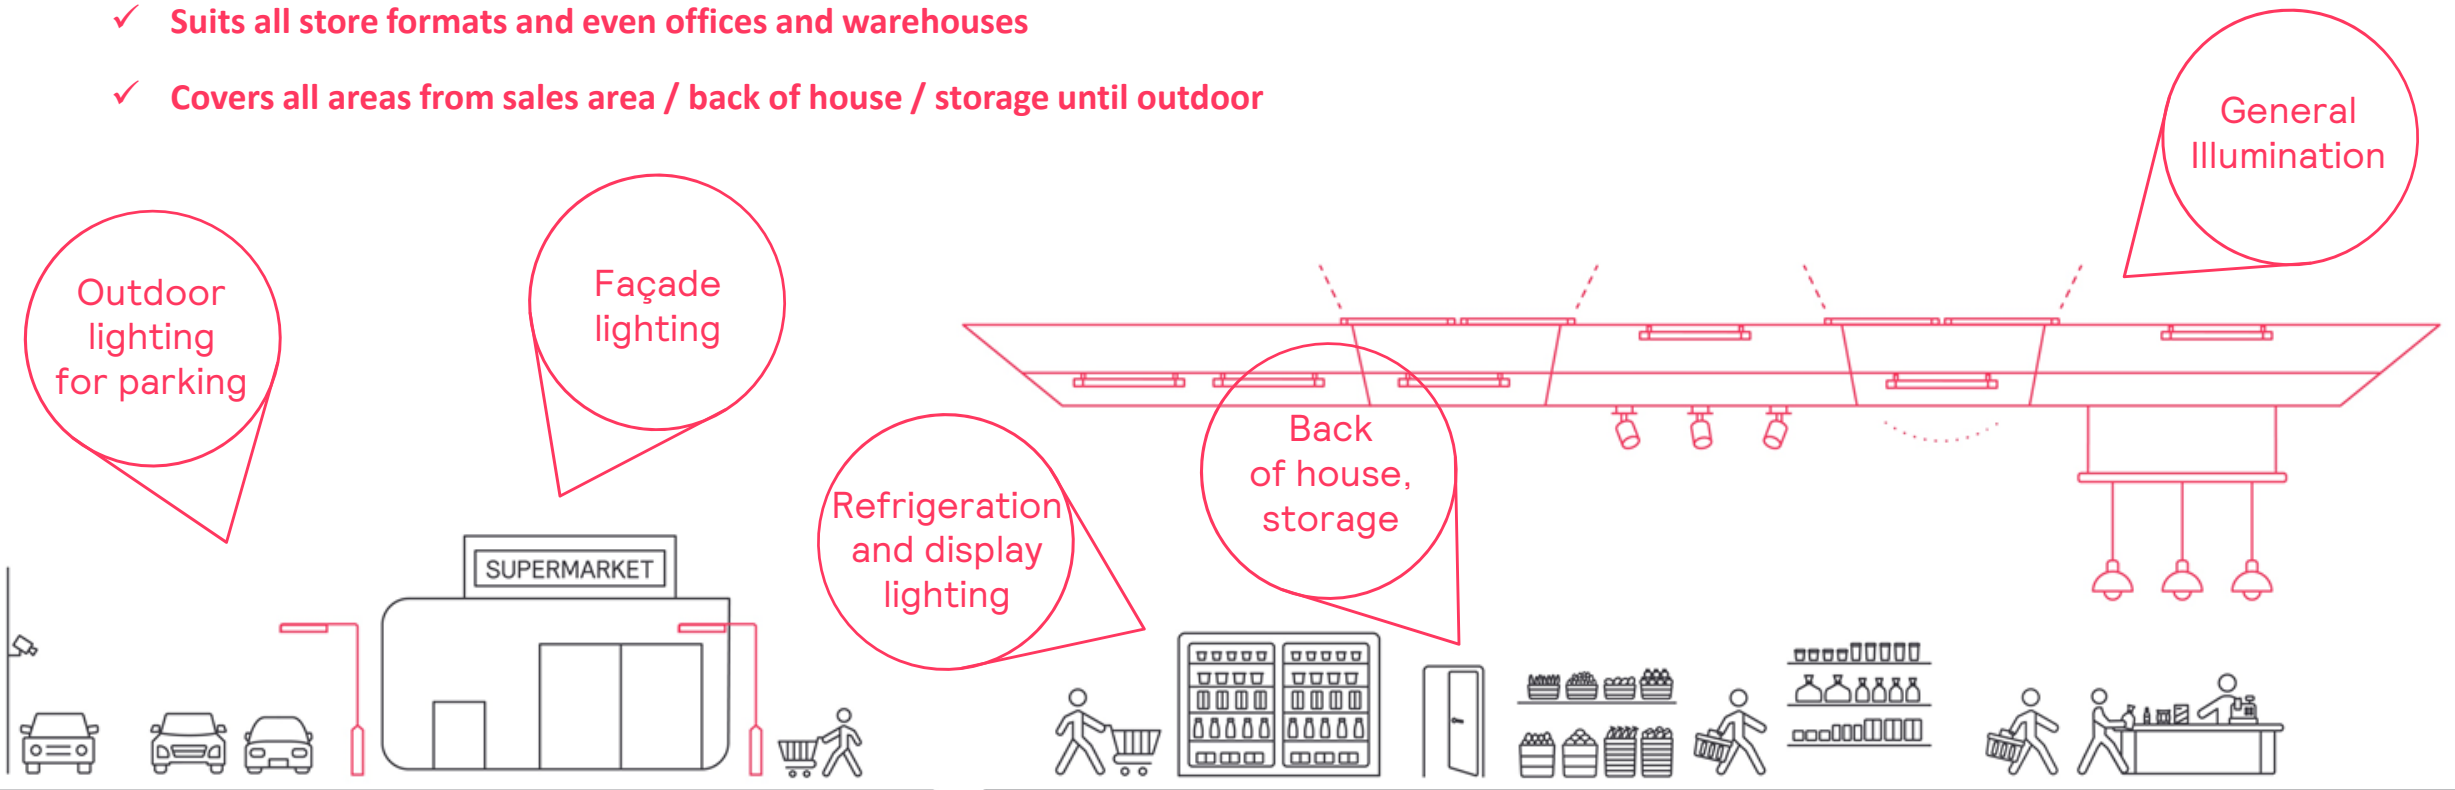 ✓ Suits all store formats and even offices and warehouses
✓ Covers all areas from sales area / back of house / storage until outdoor
General
Illumination
Outdoor
lighting
for parking
Façade
lighting
Refrigeration
and display
lighting
Back
of house,
storage
SUPERMARKET